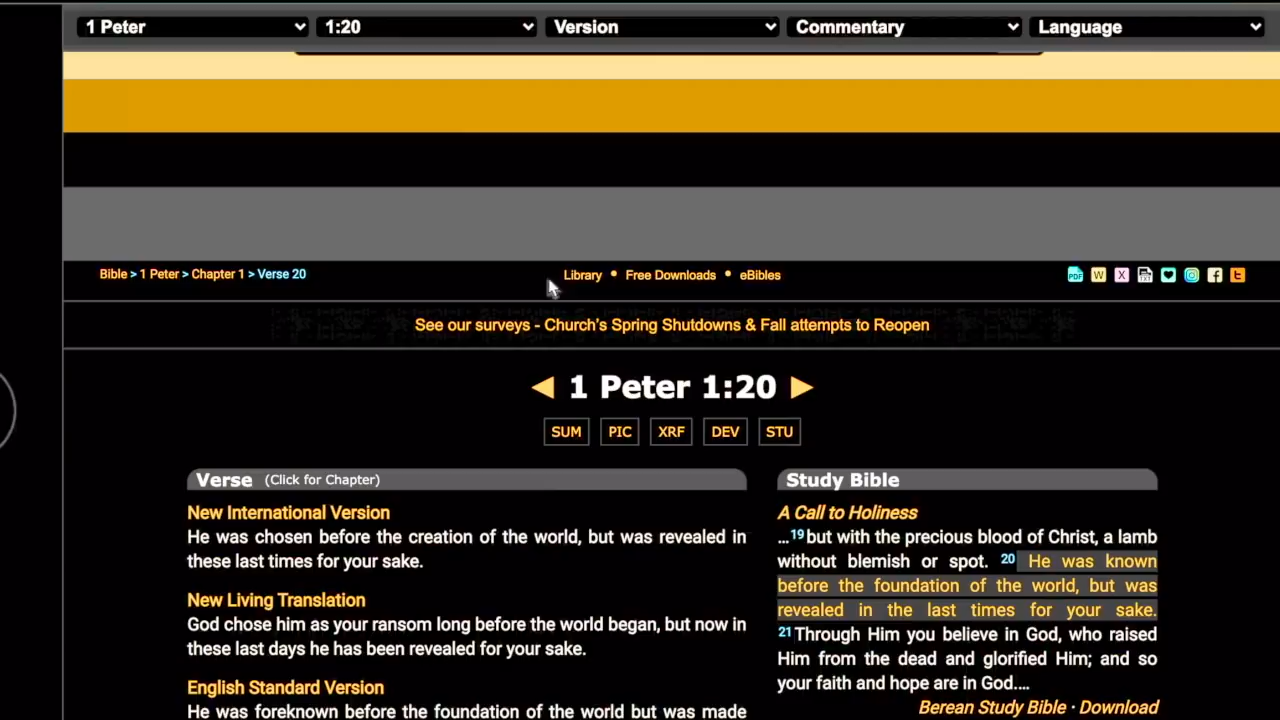 1 Peter 1:20 Version Commentary Language
Bible > 1 Peter > Chapter 1 > Verse 20
Library • Free Downloads • eBibles
PDF W X
See our surveys - Church's Spring Shutdowns & Fall attempts to Reopen
1 Peter 1:20
SUM PIC XRF DEV STU
Verse (Click for Chapter)
New International Version
He was chosen before the creation of the world, but was revealed in
these last times for your sake.
New Living Translation
God chose him as your ransom long before the world began, but now in
these last days he has been revealed for your sake.
English Standard Version
He was foreknown before the foundation of the world but was made
Study Bible
A Call to Holiness
…19but with the precious blood of Christ, a lamb
without blemish or spot. 20 He was known
before the foundation of the world, but was
revealed in the last times for your sake.
21Through Him you believe in God, who raised
Him from the dead and glorified Him; and so
your faith and hope are in God.…
Berean Study Bible · Download